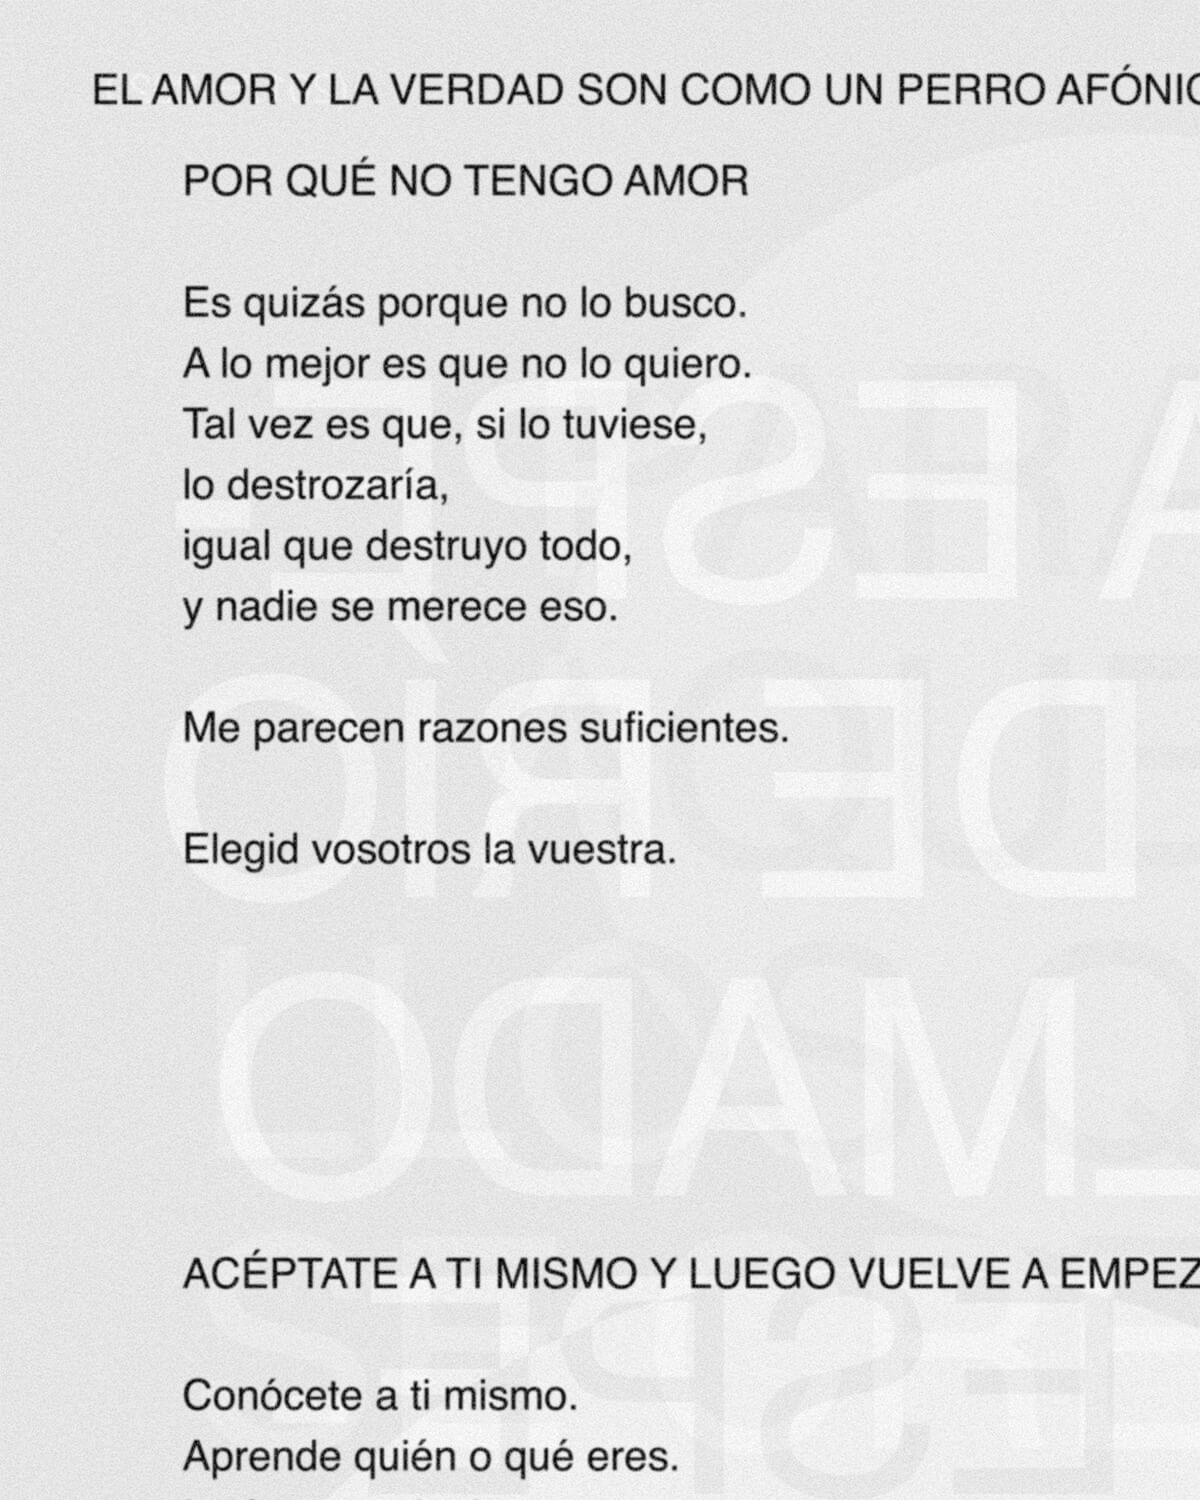 EL AMOR Y LA VERDAD SON COMO UN PERRO AFÓNIC
POR QUÉ NO TENGO AMOR
Es quizás porque no lo busco.
A lo mejor es que no lo quiero.
Tal vez es que, si lo tuviese,
lo destrozaría,
igual que destruyo todo,
y nadie se merece eso.
Me parecen razones suficientes.
Elegid vosotros la vuestra.
ACÉPTATE A TI MISMO Y LUEGO VUELVE A EMPEZ
Conócete a ti mismo.
Aprende quién o qué eres.